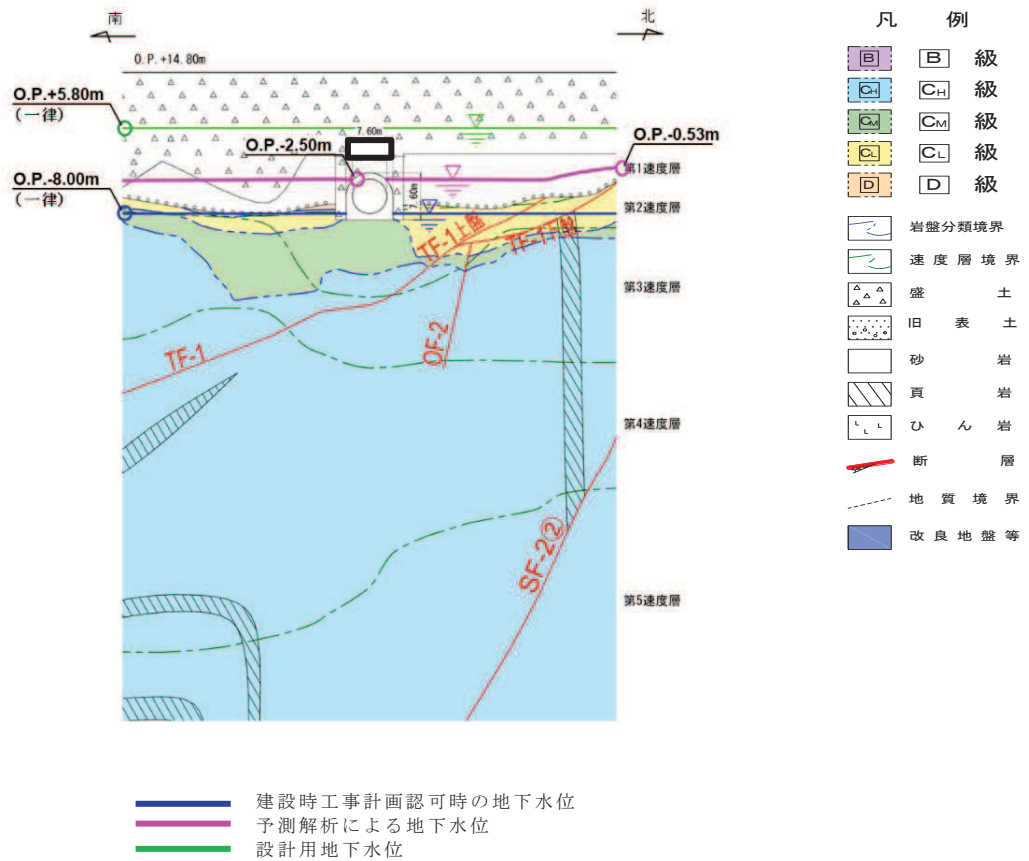 南
北
O.P.+14.80m
O.P.+5.80m
(一律)
7.60m
O.P.-2.50m
O.P.-0.53m
第1速度層
O.P.-8.00m
(一律)
7.60m
第2速度層
TF-1上盤
TF-1下盤
第3速度層
TF-1
OF-2
第4速度層
SF-2②
第5速度層
凡 例
B B 級
CH CH 級
CM CM 級
CL CL 級
D D 級
岩盤分類境界
速度層境界
盛土
旧表土
砂岩
頁岩
ひん岩
断層
地質境界
改良地盤等
建設時工事計画認可時の地下水位
予測解析による地下水位
設計用地下水位